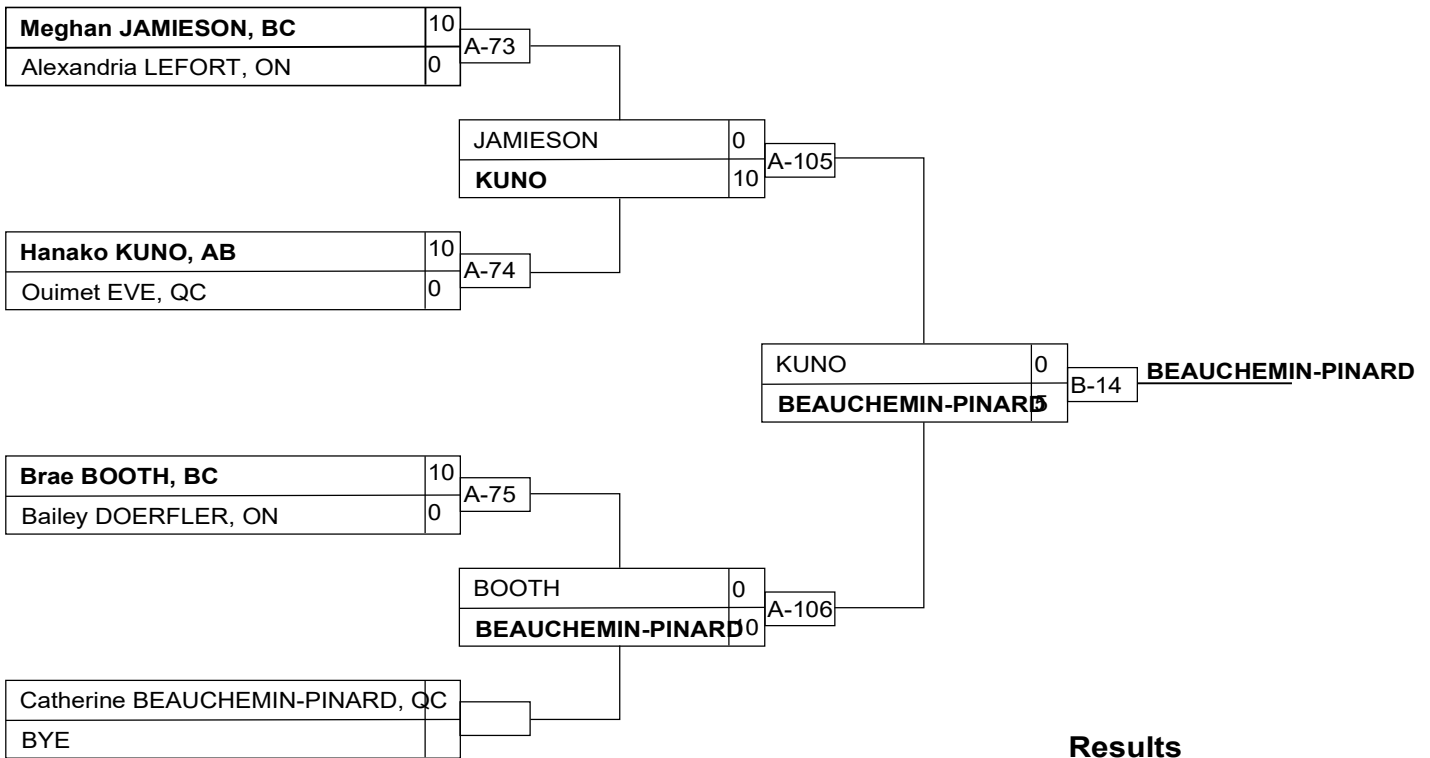 Meghan JAMIESON, BC 10
A-73
Alexandria LEFORT, ON 0
JAMIESON 0
A-105
KUNO 10
Hanako KUNO, AB 10
A-74
Ouimet EVE, QC 0
KUNO 0
B-14
BEAUCHEMIN-PINARD 5
BEAUCHEMIN-PINARD
Brae BOOTH, BC 10
A-75
Bailey DOERFLER, ON 0
BOOTH 0
A-106
BEAUCHEMIN-PINARD 10
Catherine BEAUCHEMIN-PINARD, QC
BYE
Results